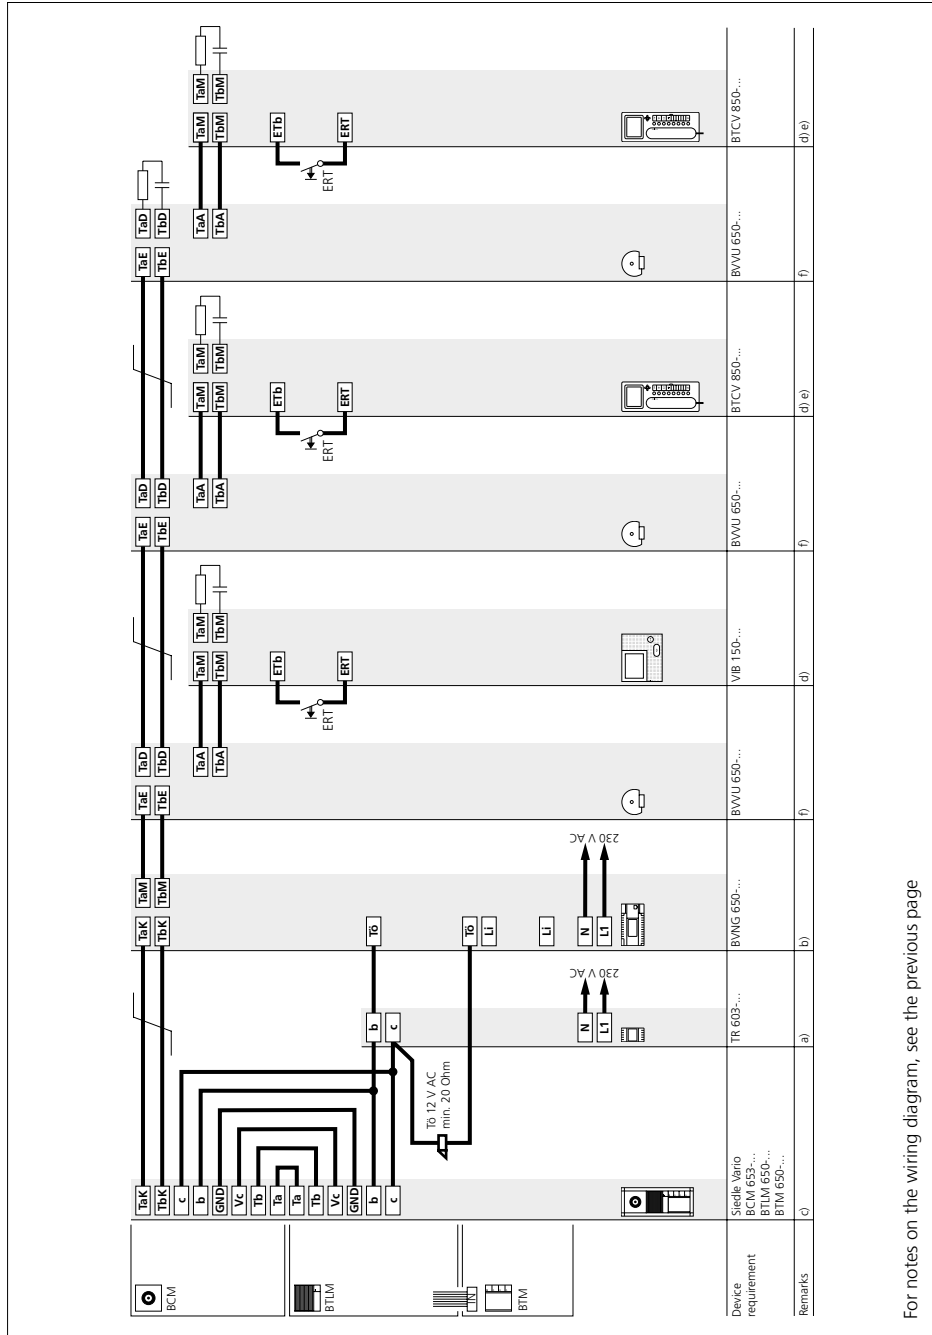 TaK
TbK
c
b
GND
Vc
Tb
Ta
Ta
Tb
Vc
GND
b
c
BCM
BTLM
IN
BTM
Tö 12 V AC
min. 20 Ohm
b
c
N
L1
230 V AC
TaK
TbK
TaM
TbM
Tö
Tö
Li
Li
N
L1
230 V AC
TaE
TbE
TaD
TbD
TaA
TbA
TaM
TbM
TaM
TbM
ETb
ERT
ERT
TaE
TbE
TaD
TbD
TaA
TbA
TaM
TbM
TaM
TbM
ETb
ERT
ERT
TaE
TbE
TaD
TbD
TaA
TbA
TaM
TbM
TaM
TbM
ETb
ERT
ERT
Device
requirement
Siedle Vario
BCM 653-...
BTLM 650-...
BTM 650-...
TR 603-...
BVNG 650-...
BVVU 650-...
VIB 150-...
BVVU 650-...
BTCV 850-...
BVVU 650-...
BTCV 850-...
Remarks
c)
a)
b)
f)
d)
f)
d) e)
f)
d) e)
For notes on the wiring diagram, see the previous page